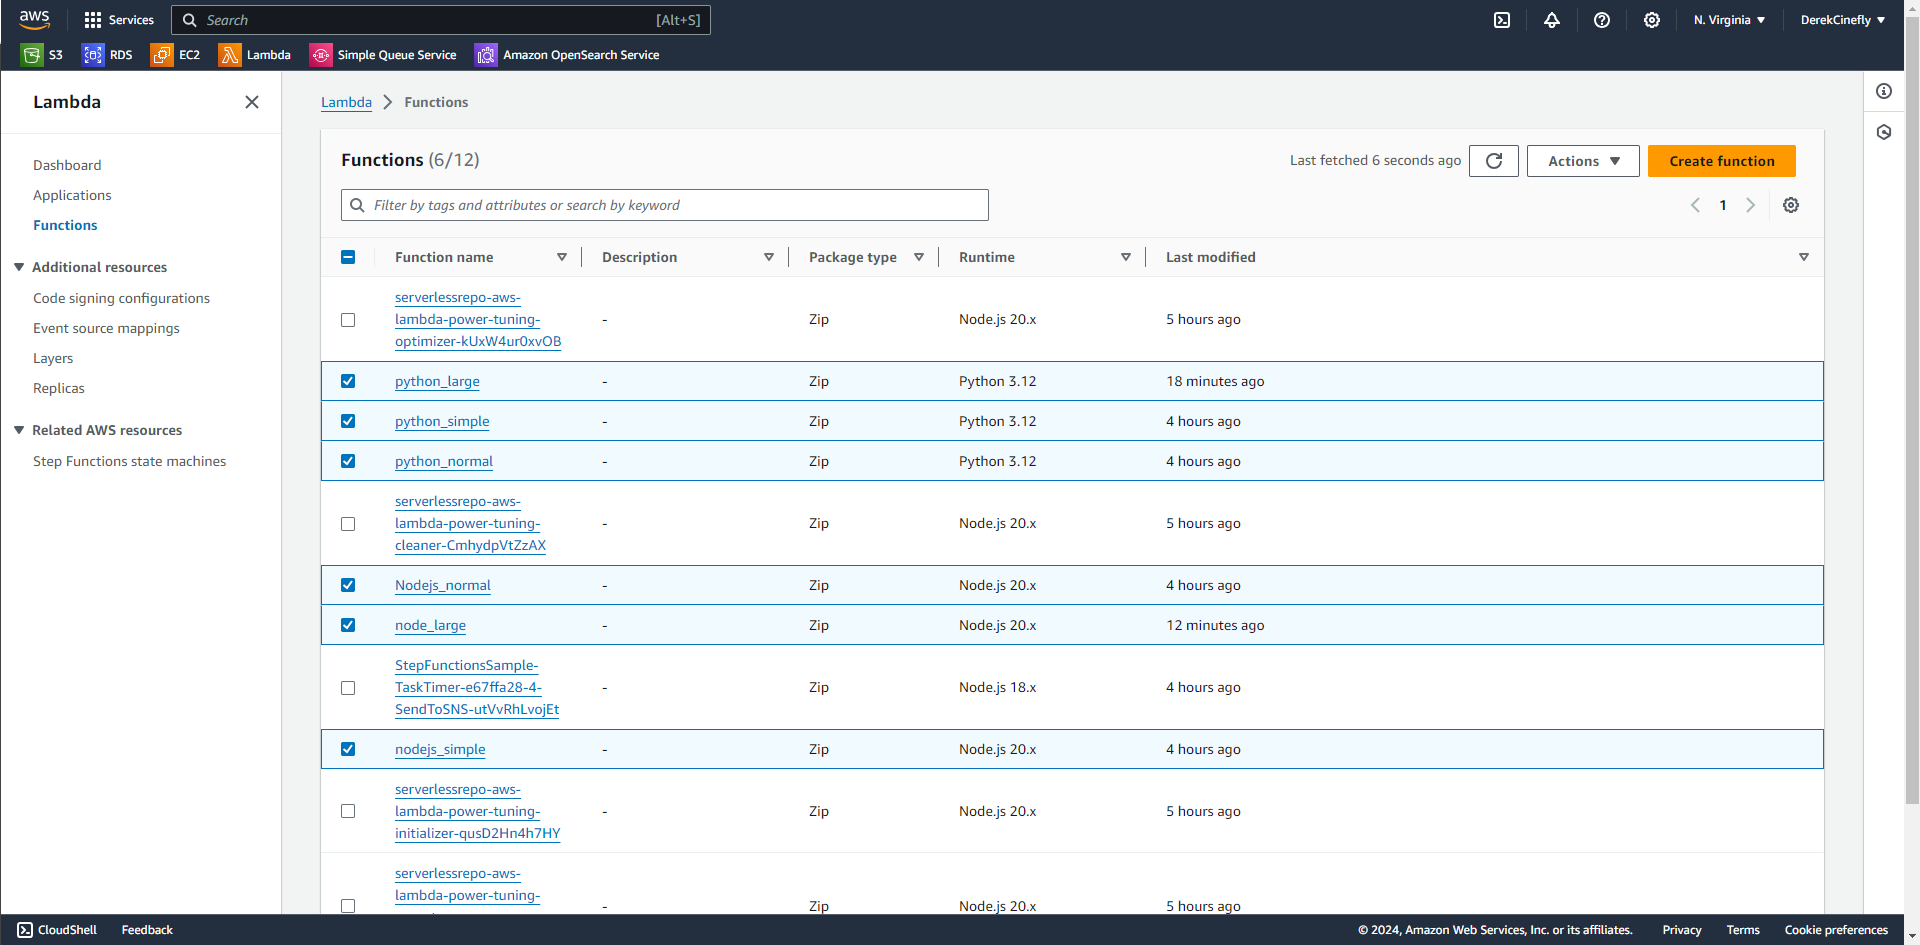 aws
Services
Search
[Alt+S]
N. Virginia
DerekCinefly
S3
RDS
EC2
Lambda
Simple Queue Service
Amazon OpenSearch Service
Lambda
Dashboard
Applications
Functions
Additional resources
Code signing configurations
Event source mappings
Layers
Replicas
Related AWS resources
Step Functions state machines
Lambda
Functions
Functions (6/12)
Last fetched 6 seconds ago
Actions
Create function
Filter by tags and attributes or search by keyword
1
Function name
Description
Package type
Runtime
Last modified
serverlessrepo-aws-
lambda-power-tuning-
optimizer-kUxW4ur0xvOB
-
Zip
Node.js 20.x
5 hours ago
python_large
-
Zip
Python 3.12
18 minutes ago
python_simple
-
Zip
Python 3.12
4 hours ago
python_normal
-
Zip
Python 3.12
4 hours ago
serverlessrepo-aws-
lambda-power-tuning-
cleaner-CmhydpVtZzAX
-
Zip
Node.js 20.x
5 hours ago
Nodejs_normal
-
Zip
Node.js 20.x
4 hours ago
node_large
-
Zip
Node.js 20.x
12 minutes ago
StepFunctionsSample-
TaskTimer-e67ffa28-4-
SendToSNS-utVvRhLvojEt
-
Zip
Node.js 18.x
4 hours ago
nodejs_simple
-
Zip
Node.js 20.x
4 hours ago
serverlessrepo-aws-
lambda-power-tuning-
initializer-qusD2Hn4h7HY
-
Zip
Node.js 20.x
5 hours ago
serverlessrepo-aws-
lambda-power-tuning-
-
Zip
Node.js 20.x
5 hours ago
CloudShell
Feedback
© 2024, Amazon Web Services, Inc. or its affiliates.
Privacy
Terms
Cookie preferences